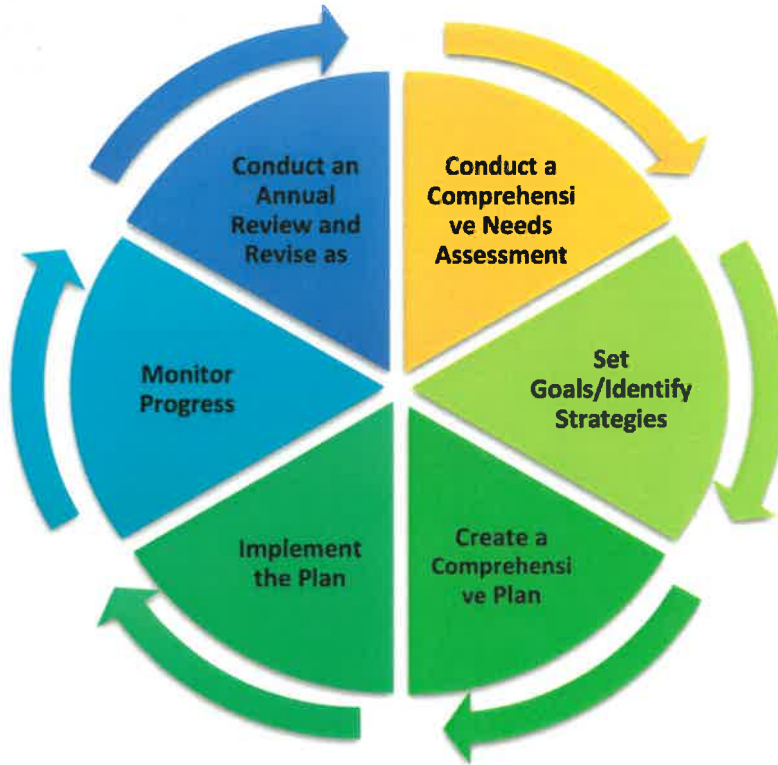 Conduct a
Comprehensi
ve Needs
Assessment
Set
Goals/Identify
Strategies
Create a
Comprehensi
ve Plan
Implement
the Plan
Monitor
Progress
Conduct an
Annual
Review and
Revise as